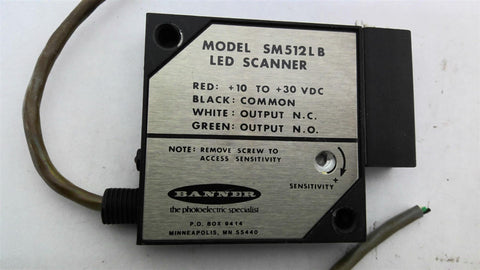 MODEL SM512LB
LED SCANNER
RED: +10 TO +30 VDC
BLACK: COMMON
WHITE: OUTPUT N.C.
GREEN: OUTPUT N.O.
NOTE: REMOVE SCREW TO
ACCESS SENSITIVITY
+
SENSITIVITY
BANNER
the photoelectric specialist
P.O. BOX 9414
MINNEAPOLIS, MN 55440